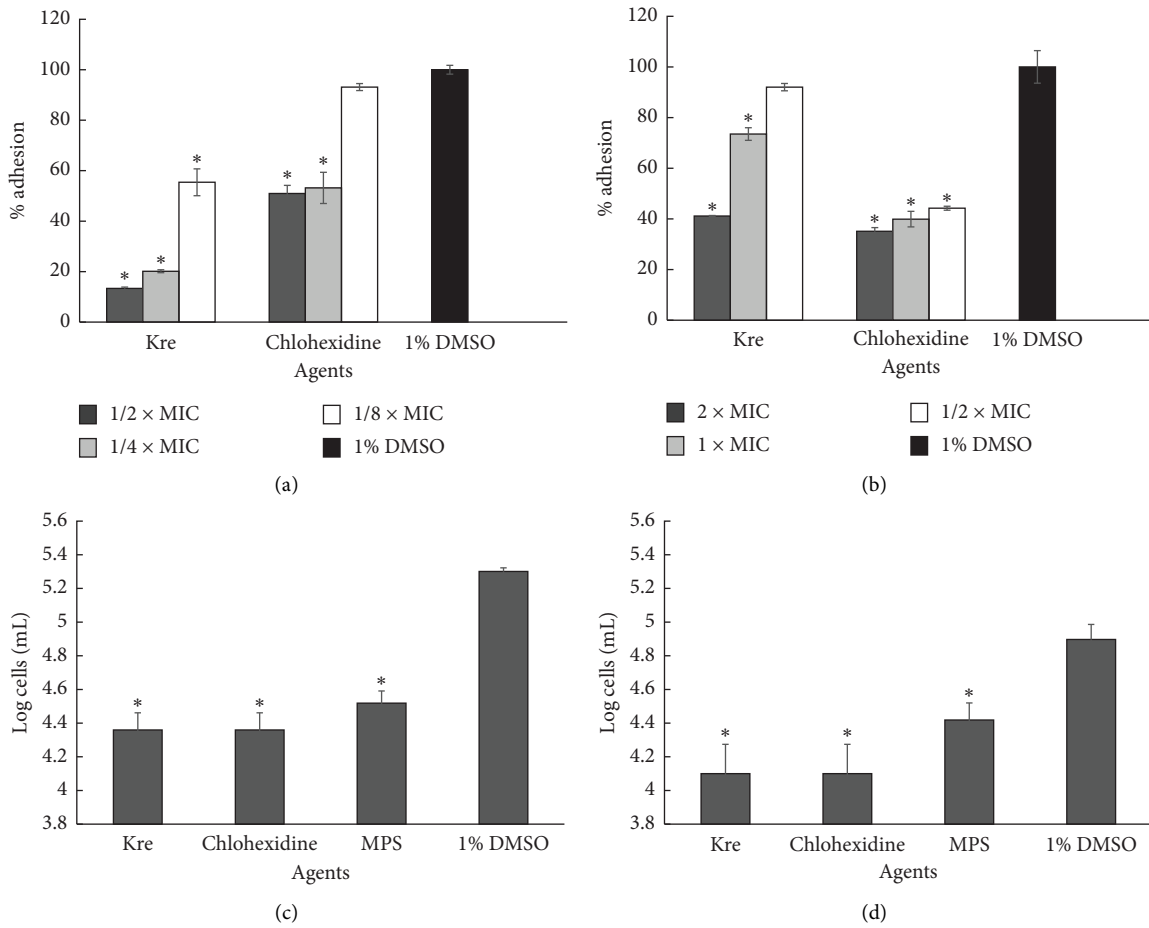 120
100
80
60
40
20
0
% adhesion
* * * * *
Kre Chlohexidine 1% DMSO
Agents
1/2 × MIC 1/8 × MIC
1/4 × MIC 1% DMSO
(a)
120
100
80
60
40
20
0
% adhesion
* * * * *
Kre Chlohexidine 1% DMSO
Agents
2 × MIC 1/2 × MIC
1 × MIC 1% DMSO
(b)
5.6
5.4
5.2
5
4.8
4.6
4.4
4.2
4
3.8
Log cells (mL)
* * *
Kre Chlohexidine MPS 1% DMSO
Agents
(c)
5.6
5.4
5.2
5
4.8
4.6
4.4
4.2
4
3.8
Log cells (mL)
* * *
Kre Chlohexidine MPS 1% DMSO
Agents
(d)